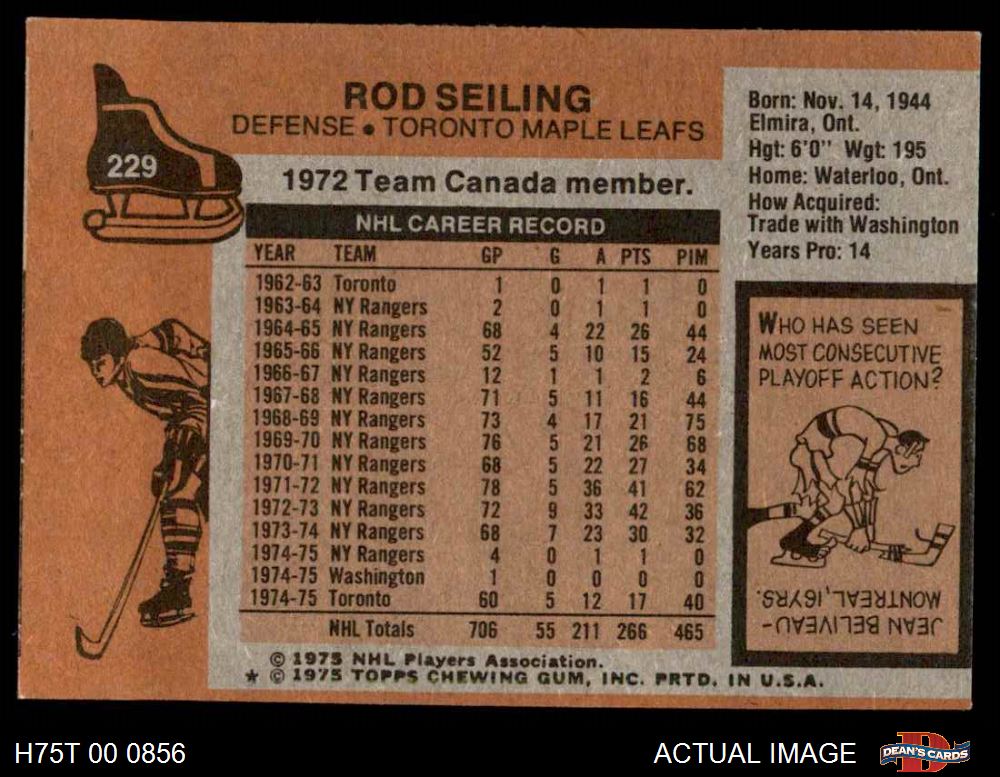 229
ROD SEILING
DEFENSE • TORONTO MAPLE LEAFS
1972 Team Canada member.
NHL CAREER RECORD
YEAR TEAM GP G A PTS PIM
1962-63 Toronto 1 0 1 1 0
1963-64 NY Rangers 2 0 1 1 0
1964-65 NY Rangers 68 4 22 26 44
1965-66 NY Rangers 52 5 10 15 24
1966-67 NY Rangers 12 1 1 2 6
1967-68 NY Rangers 71 5 11 16 44
1968-69 NY Rangers 73 4 17 21 75
1969-70 NY Rangers 76 5 21 26 68
1970-71 NY Rangers 68 5 22 27 34
1971-72 NY Rangers 78 5 36 41 62
1972-73 NY Rangers 72 9 33 42 36
1973-74 NY Rangers 68 7 23 30 32
1974-75 NY Rangers 4 0 1 1 0
1974-75 Washington 1 0 0 0 0
1974-75 Toronto 60 5 12 17 40
NHL Totals 706 55 211 266 465
© 1975 NHL Players Association.
★ © 1975 TOPPS CHEWING GUM, INC. PRTD. IN U.S.A.
Born: Nov. 14, 1944
Elmira, Ont.
Hgt: 6'0" Wgt: 195
Home: Waterloo, Ont.
How Acquired:
Trade with Washington
Years Pro: 14
WHO HAS SEEN
MOST CONSECUTIVE
PLAYOFF ACTION?
JEAN BELIVEAU-
MONTREAL, 16YRS.
H75T 00 0856
ACTUAL IMAGE
D
DEAN'S CARDS